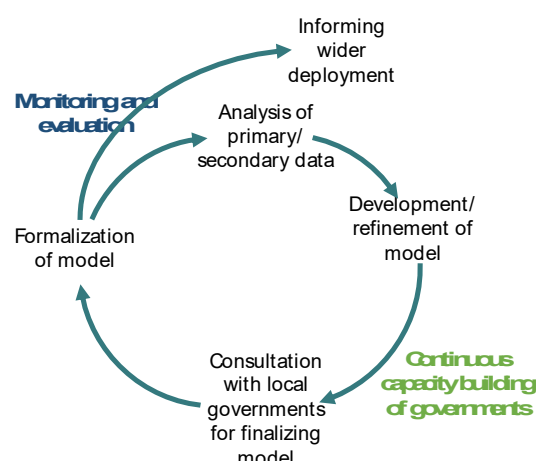 Informing
wider
deployment
Monitoring and
evaluation
Analysis of
primary/
secondary data
Development/
refinement of
model
Formalization
of model
Consultation
with local
governments
for finalizing
model
Continuous
capacity building
of governments